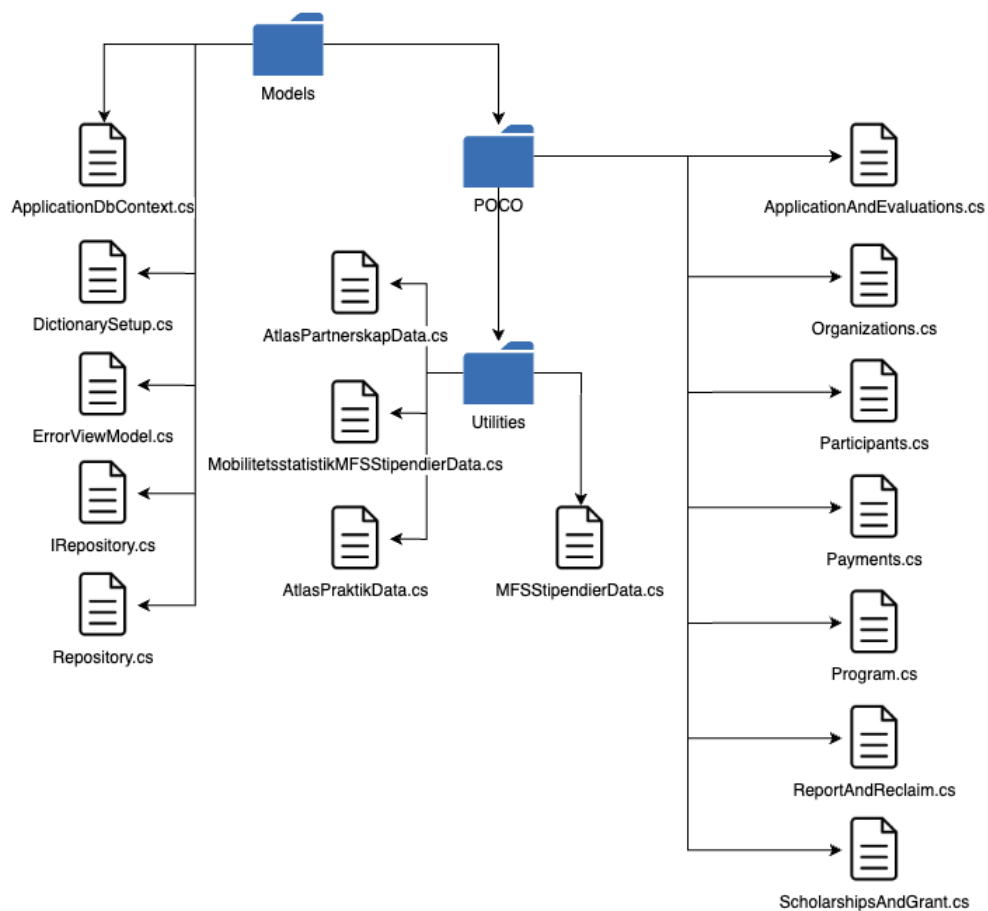 Models
ApplicationDbContext.cs
POCO
ApplicationAndEvaluations.cs
DictionarySetup.cs
AtlasPartnerskapData.cs
Organizations.cs
ErrorViewModel.cs
MobilitetsstatistikMFSStipendierData.cs
Utilities
Participants.cs
IRepository.cs
AtlasPraktikData.cs
MFSStipendierData.cs
Payments.cs
Repository.cs
Program.cs
ReportAndReclaim.cs
ScholarshipsAndGrant.cs